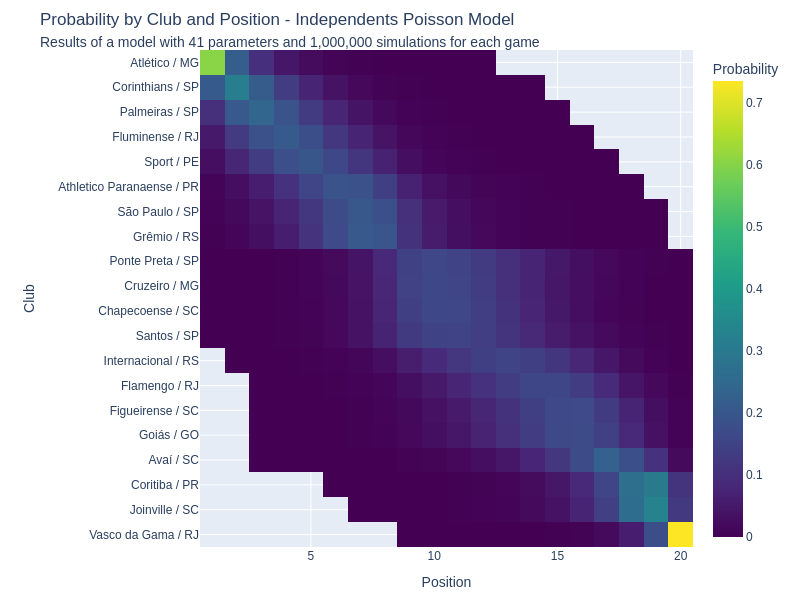 Probability by Club and Position - Independents Poisson Model
Results of a model with 41 parameters and 1,000,000 simulations for each game
Probability
Club
Atlético / MG
Corinthians / SP
Palmeiras / SP
Fluminense / RJ
Sport / PE
Athletico Paranaense / PR
São Paulo / SP
Grêmio / RS
Ponte Preta / SP
Cruzeiro / MG
Chapecoense / SC
Santos / SP
Internacional / RS
Flamengo / RJ
Figueirense / SC
Goiás / GO
Avaí / SC
Coritiba / PR
Joinville / SC
Vasco da Gama / RJ
5 10 15 20
Position
0.7
0.6
0.5
0.4
0.3
0.2
0.1
0